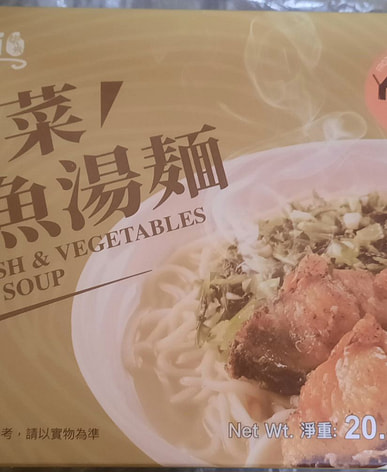 菜
魚湯麵
SH & VEGETABLES
SOUP
考，請以實物為準
Net Wt. 淨重: 20.
Y